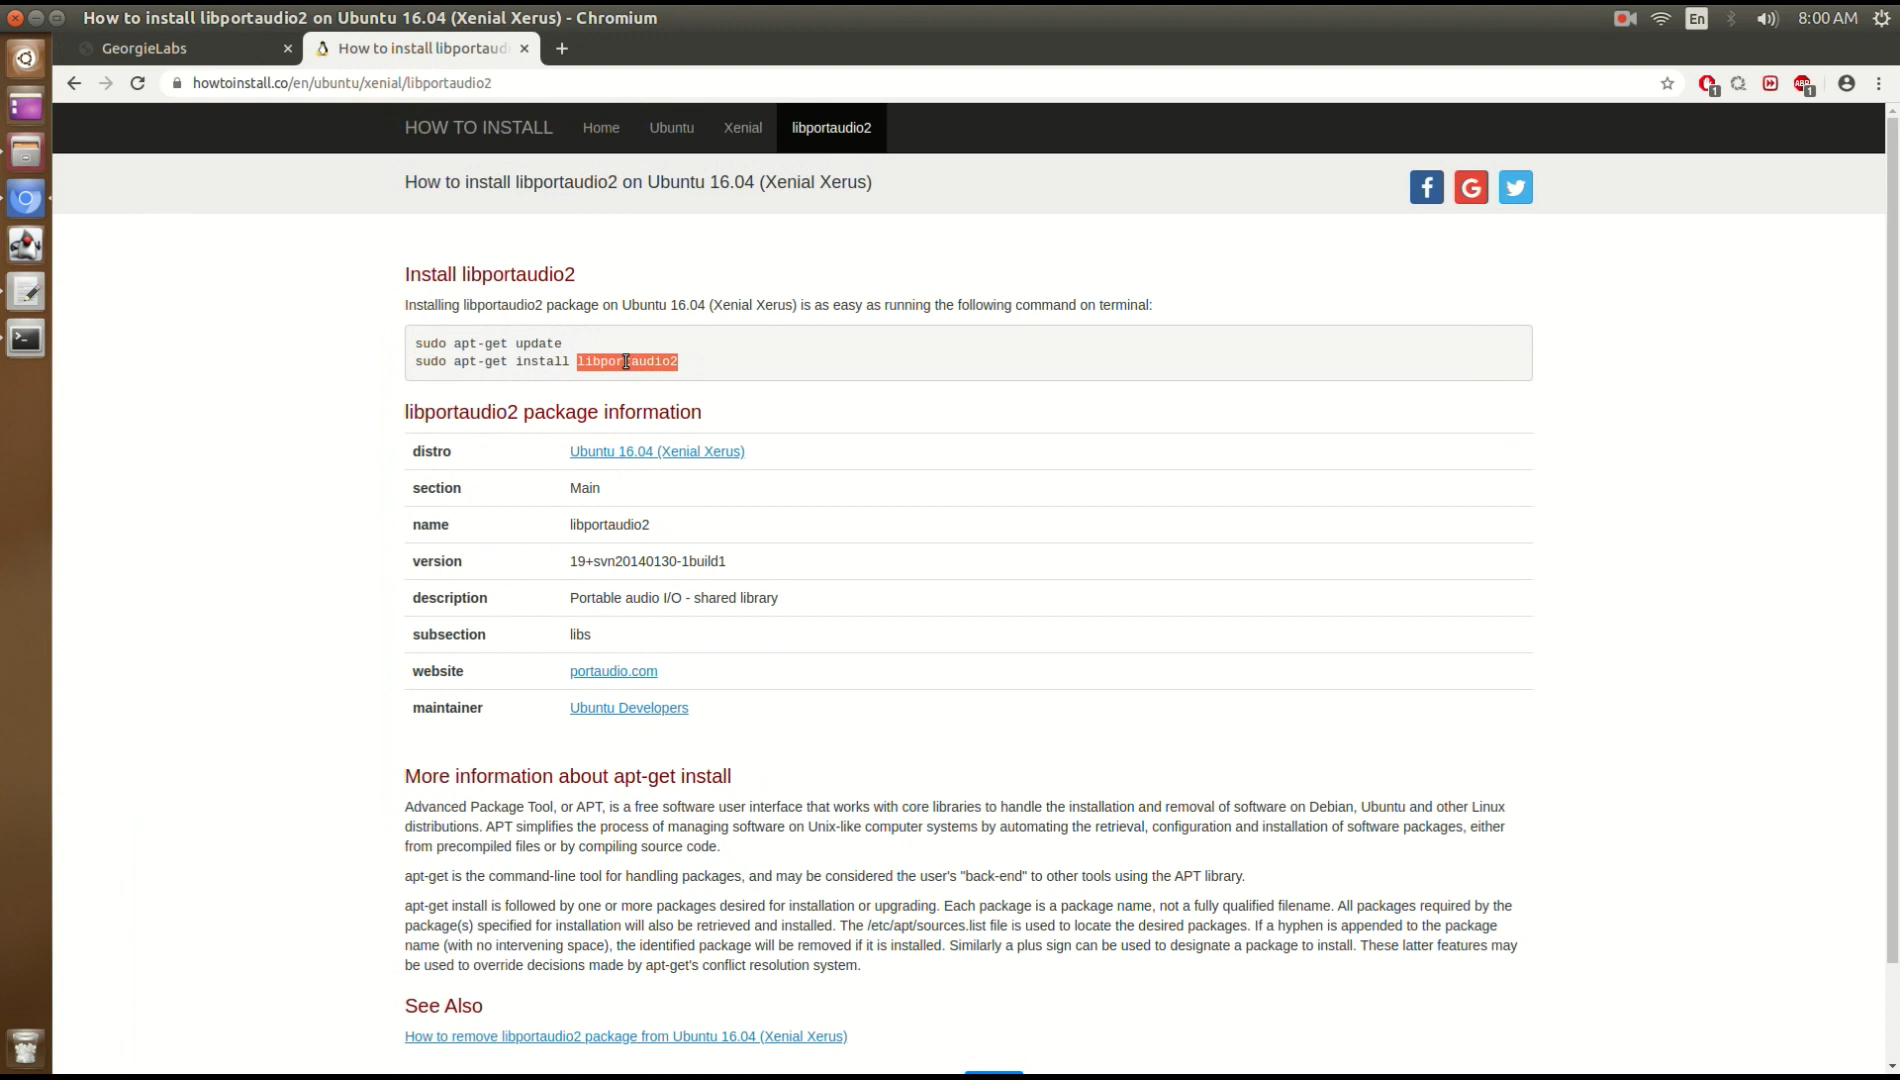 How to install libportaudio2 on Ubuntu 16.04 (Xenial Xerus) - Chromium
En
8:00 AM
GeorgieLabs
How to install libportaud
howtoinstall.co/en/ubuntu/xenial/libportaudio2
1
ABP
1
HOW TO INSTALL Home Ubuntu Xenial libportaudio2
How to install libportaudio2 on Ubuntu 16.04 (Xenial Xerus)
f G
Install libportaudio2
Installing libportaudio2 package on Ubuntu 16.04 (Xenial Xerus) is as easy as running the following command on terminal:
sudo apt-get update
sudo apt-get install libportaudio2
libportaudio2 package information
distro Ubuntu 16.04 (Xenial Xerus)
section Main
name libportaudio2
version 19+svn20140130-1build1
description Portable audio I/O - shared library
subsection libs
website portaudio.com
maintainer Ubuntu Developers
More information about apt-get install
Advanced Package Tool, or APT, is a free software user interface that works with core libraries to handle the installation and removal of software on Debian, Ubuntu and other Linux
distributions. APT simplifies the process of managing software on Unix-like computer systems by automating the retrieval, configuration and installation of software packages, either
from precompiled files or by compiling source code.
apt-get is the command-line tool for handling packages, and may be considered the user's "back-end" to other tools using the APT library.
apt-get install is followed by one or more packages desired for installation or upgrading. Each package is a package name, not a fully qualified filename. All packages required by the
package(s) specified for installation will also be retrieved and installed. The /etc/apt/sources.list file is used to locate the desired packages. If a hyphen is appended to the package
name (with no intervening space), the identified package will be removed if it is installed. Similarly a plus sign can be used to designate a package to install. These latter features may
be used to override decisions made by apt-get's conflict resolution system.
See Also
How to remove libportaudio2 package from Ubuntu 16.04 (Xenial Xerus)